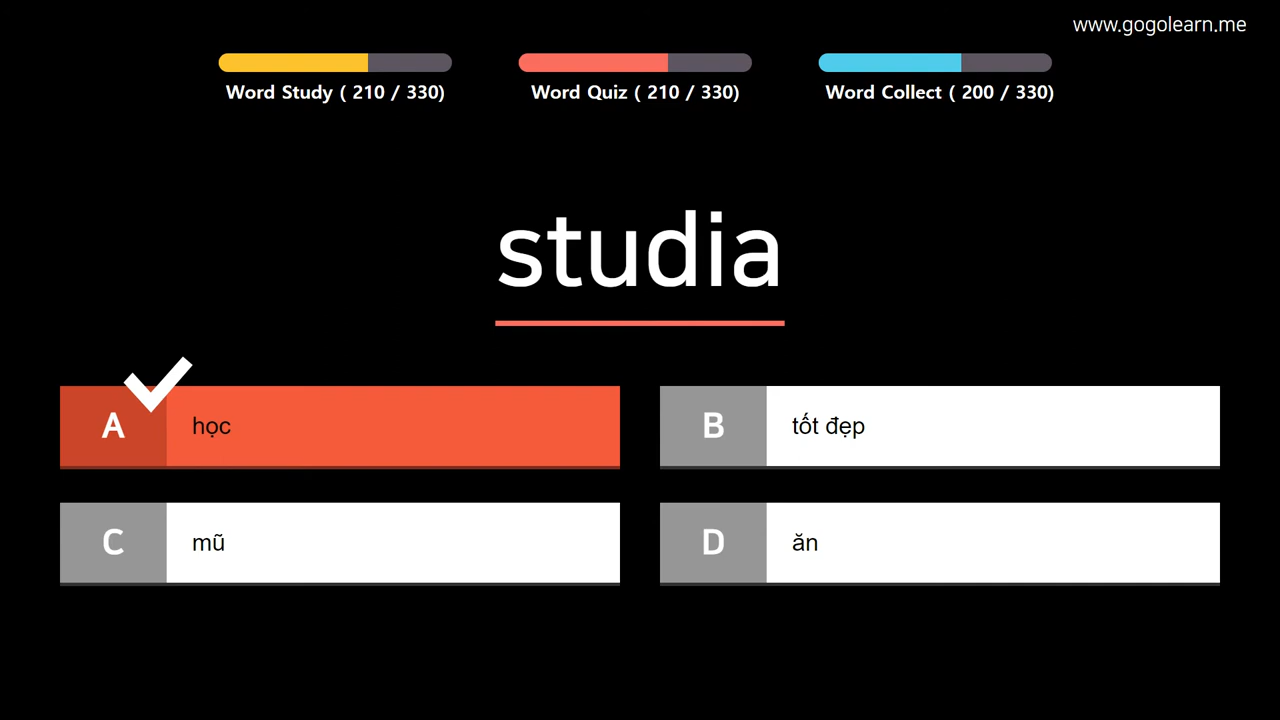 www.gogolearn.me
Word Study ( 210 / 330)
Word Quiz ( 210 / 330)
Word Collect ( 200 / 330)
studia
A học
B tốt đẹp
C mũ
D ăn